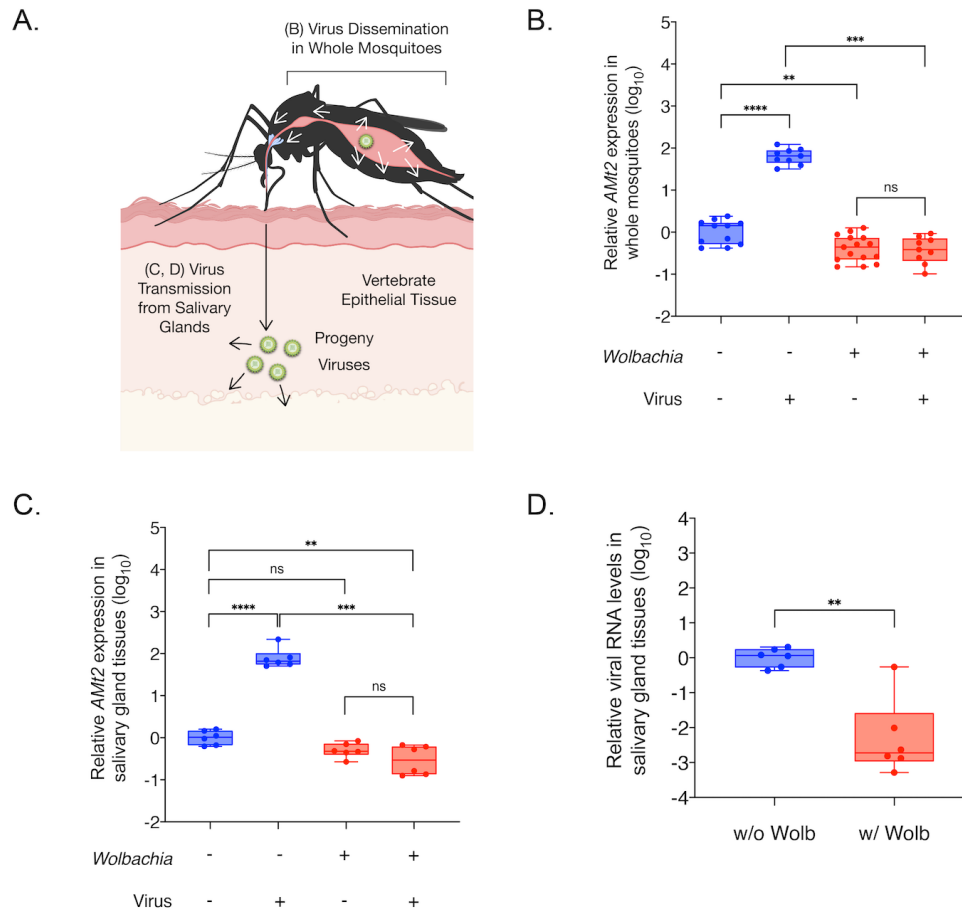 A.
(B) Virus Dissemination
in Whole Mosquitoes
(C, D) Virus
Transmission
from Salivary
Glands
Vertebrate
Epithelial Tissue
Progeny
Viruses
B.
Relative AMt2 expression in
whole mosquitoes (log10)
5
4
3
2
1
0
-1
-2
***
**
****
ns
Wolbachia - - + +
Virus - + - +
C.
Relative AMt2 expression in
salivary gland tissues (log10)
5
4
3
2
1
0
-1
-2
**
ns
**** ***
ns
Wolbachia - - + +
Virus - + - +
D.
Relative viral RNA levels in
salivary gland tissues (log10)
4
3
2
1
0
-1
-2
-3
-4
**
w/o Wolb w/ Wolb